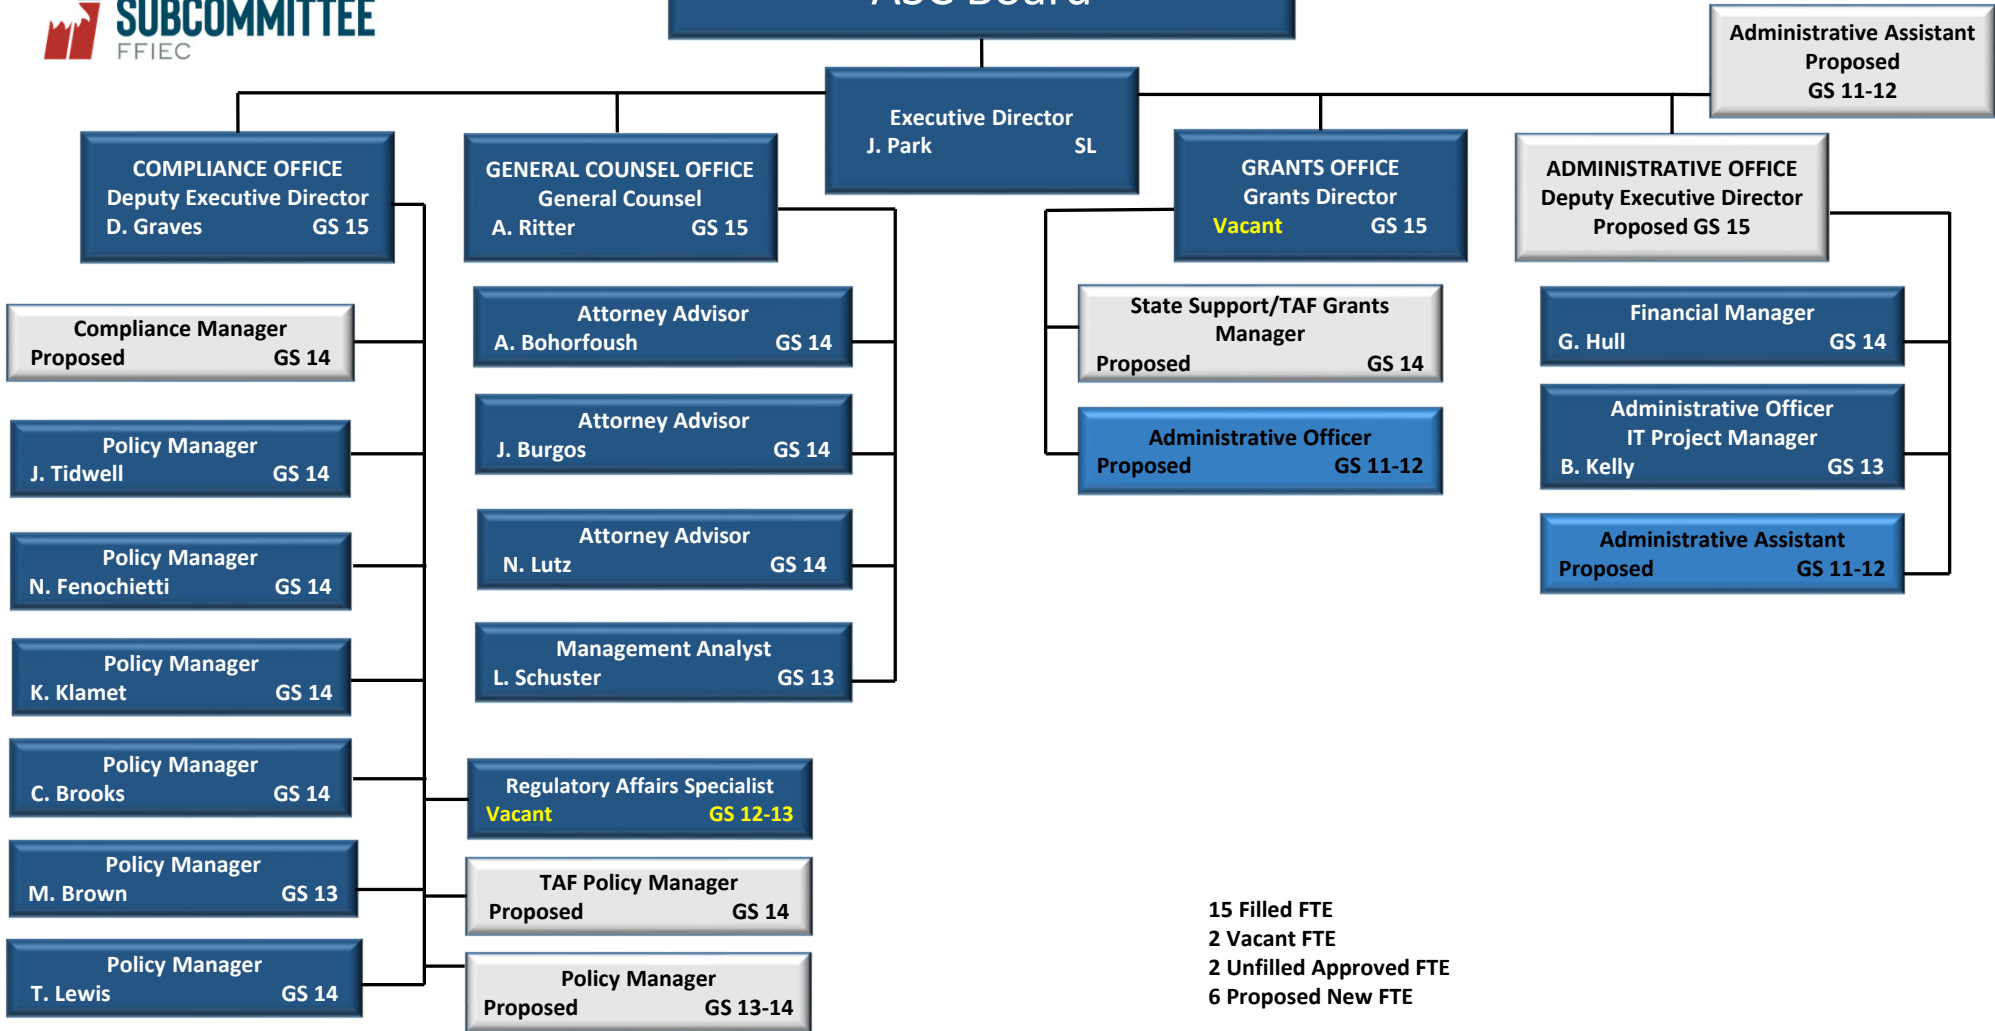 SUBCOMMITTEE
FFIEC
ASC Board
Administrative Assistant
Proposed
GS 11-12
Executive Director
J. Park SL
COMPLIANCE OFFICE
Deputy Executive Director
D. Graves GS 15
GENERAL COUNSEL OFFICE
General Counsel
A. Ritter GS 15
GRANTS OFFICE
Grants Director
Vacant GS 15
ADMINISTRATIVE OFFICE
Deputy Executive Director
Proposed GS 15
Compliance Manager
Proposed GS 14
Policy Manager
J. Tidwell GS 14
Policy Manager
N. Fenochietti GS 14
Policy Manager
K. Klamet GS 14
Policy Manager
C. Brooks GS 14
Policy Manager
M. Brown GS 13
Policy Manager
T. Lewis GS 14
Regulatory Affairs Specialist
Vacant GS 12-13
TAF Policy Manager
Proposed GS 14
Policy Manager
Proposed GS 13-14
Attorney Advisor
A. Bohorfoush GS 14
Attorney Advisor
J. Burgos GS 14
Attorney Advisor
N. Lutz GS 14
Management Analyst
L. Schuster GS 13
State Support/TAF Grants
Manager
Proposed GS 14
Administrative Officer
Proposed GS 11-12
Financial Manager
G. Hull GS 14
Administrative Officer
IT Project Manager
B. Kelly GS 13
Administrative Assistant
Proposed GS 11-12
15 Filled FTE
2 Vacant FTE
2 Unfilled Approved FTE
6 Proposed New FTE